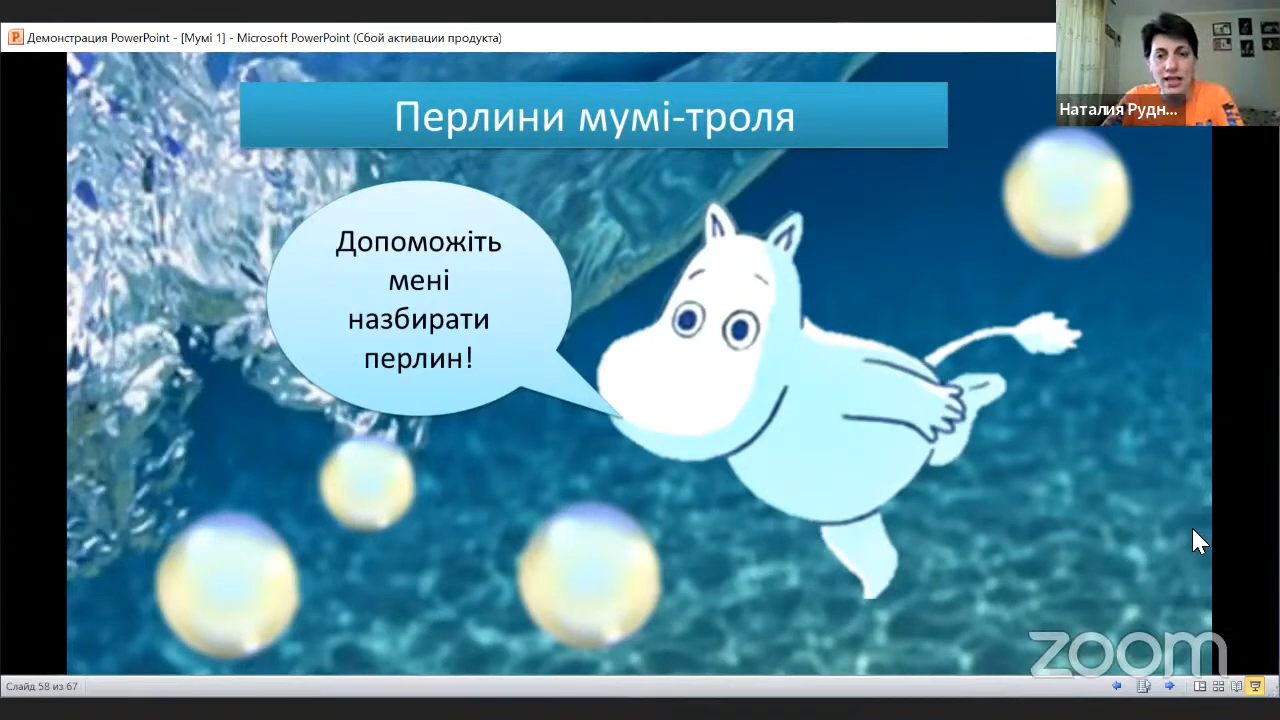 Демонстрация PowerPoint - [Мумі 1] - Microsoft PowerPoint (Сбой активации продукта)
Наталия Рудн...
Перлини мумі-троля
Допоможіть
мені
назбирати
перлин!
zoom
Слайд 58 из 67